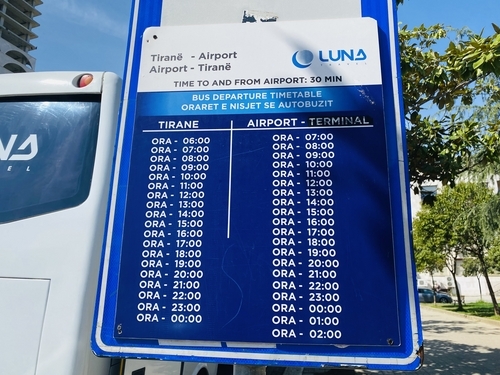 Tiranë - Airport
Airport - Tiranë
LUNA
TRAVEL
TIME TO AND FROM AIRPORT: 30 MIN
BUS DEPARTURE TIMETABLE
ORARET E NISJET SE AUTOBUZIT
TIRANE
ORA - 06:00
ORA - 07:00
ORA - 08:00
ORA - 09:00
ORA - 10:00
ORA - 11:00
ORA - 12:00
ORA - 13:00
ORA - 14:00
ORA - 15:00
ORA - 16:00
ORA - 17:00
ORA - 18:00
ORA - 19:00
ORA - 20:00
ORA - 21:00
ORA - 22:00
ORA - 23:00
ORA - 00:00
AIRPORT - TERMINAL
ORA - 07:00
ORA - 08:00
ORA - 09:00
ORA - 10:00
ORA - 11:00
ORA - 12:00
ORA - 13:00
ORA - 14:00
ORA - 15:00
ORA - 16:00
ORA - 17:00
ORA - 18:00
ORA - 19:00
ORA - 20:00
ORA - 21:00
ORA - 22:00
ORA - 23:00
ORA - 00:00
ORA - 01:00
ORA - 02:00
NA
EL